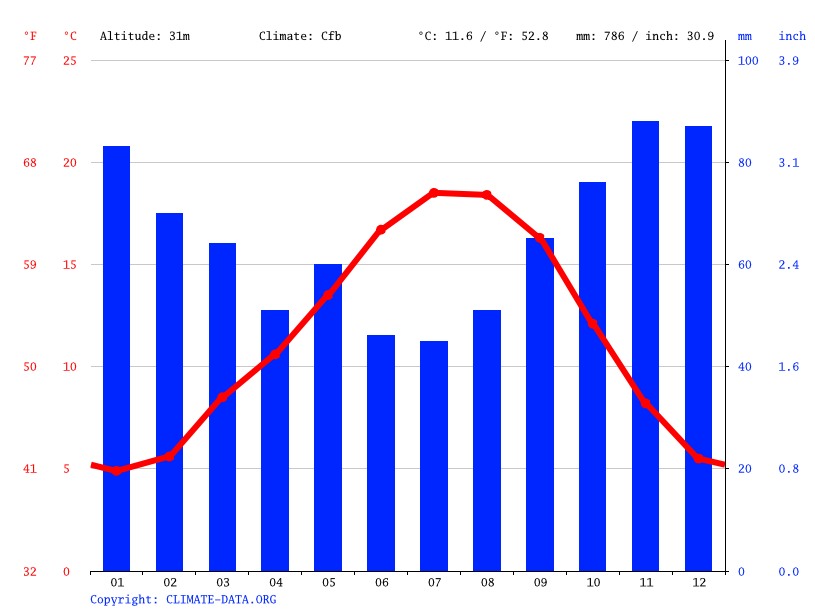 °F °C Altitude: 31m Climate: Cfb °C: 11.6 / °F: 52.8 mm: 786 / inch: 30.9 mm inch
77 25 100 3.9
68 20 80 3.1
59 15 60 2.4
50 10 40 1.6
41 5 20 0.8
32 0 0 0.0
01 02 03 04 05 06 07 08 09 10 11 12
Copyright: CLIMATE-DATA.ORG